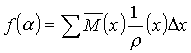 f(α) = ∑ M̅(x) 1/ρ (x)Δx